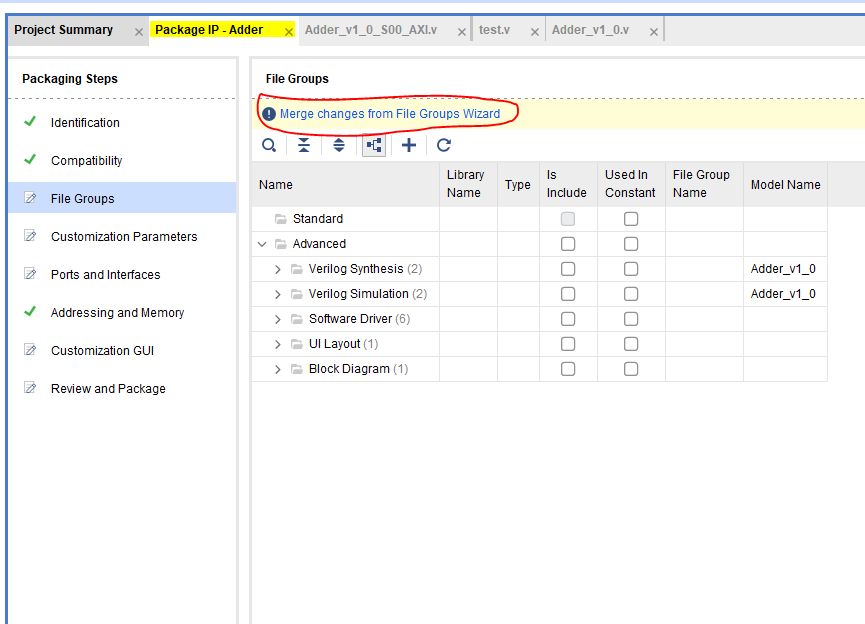 Project Summary
Package IP - Adder
Adder_v1_0_S00_AXI.v
test.v
Adder_v1_0.v
Packaging Steps
Identification
Compatibility
File Groups
Customization Parameters
Ports and Interfaces
Addressing and Memory
Customization GUI
Review and Package
File Groups
Merge changes from File Groups Wizard
Name
Library
Name
Type
Is
Include
Used In
Constant
File Group
Name
Model Name
Standard
Advanced
Verilog Synthesis (2)
Adder_v1_0
Verilog Simulation (2)
Adder_v1_0
Software Driver (6)
UI Layout (1)
Block Diagram (1)